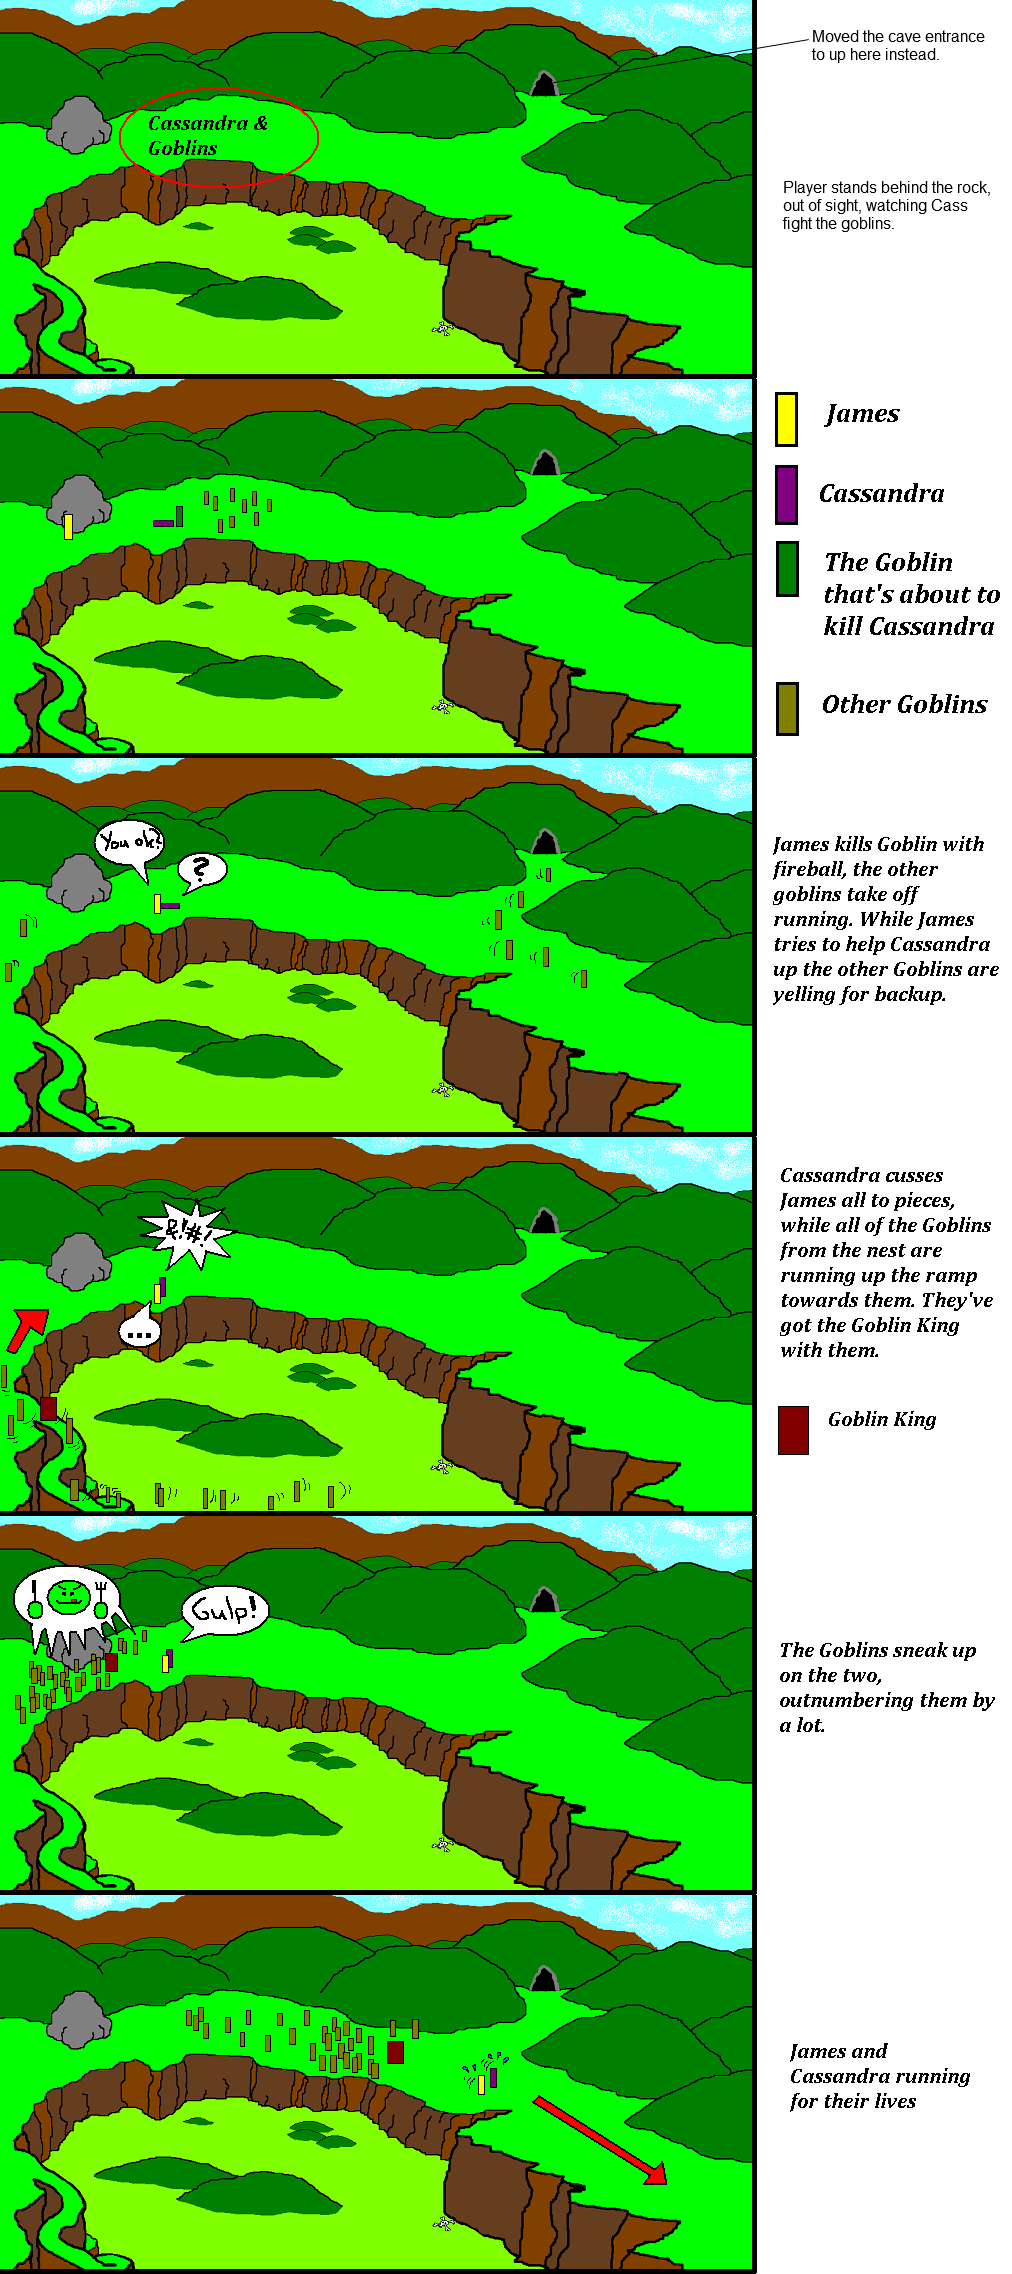 Moved the cave entrance
to up here instead.
Cassandra &
Goblins
Player stands behind the rock,
out of sight, watching Cass
fight the goblins.
James
Cassandra
The Goblin
that's about to
kill Cassandra
Other Goblins
You ok?
?
James kills Goblin with
fireball, the other
goblins take off
running. While James
tries to help Cassandra
up the other Goblins are
yelling for backup.
&!#!
...
Cassandra cusses
James all to pieces,
while all of the Goblins
from the nest are
running up the ramp
towards them. They've
got the Goblin King
with them.
Goblin King
Gulp!
The Goblins sneak up
on the two,
outnumbering them by
a lot.
James and
Cassandra running
for their lives